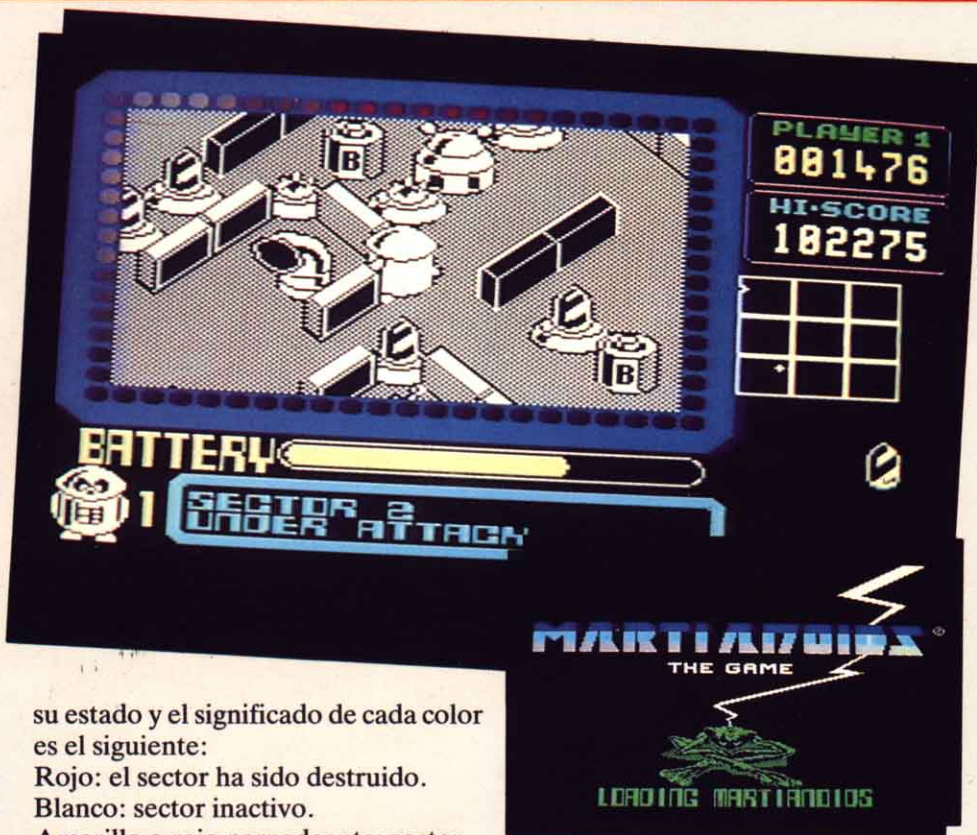 PLAYER 1
001476
HI·SCORE
102275
B
B
BATTERY
1
SECTOR 2
UNDER ATTACK
MARTIANOIDS®
THE GAME
LOADING MARTIANOIDS
su estado y el significado de cada color
es el siguiente:
Rojo: el sector ha sido destruido.
Blanco: sector inactivo.